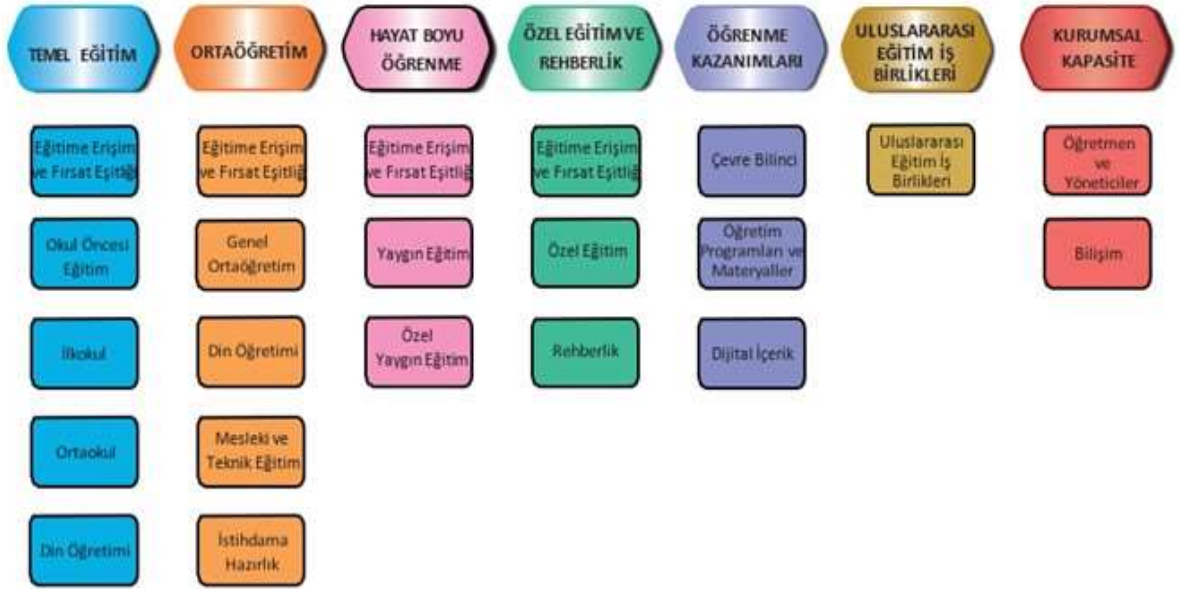 TEMEL EĞİTİM
ORTAÖĞRETİM
HAYAT BOYU
ÖĞRENME
ÖZEL EĞİTİM VE
REHBERLİK
ÖĞRENME
KAZANIMLARI
ULUSLARARASI
EĞİTİM İŞ
BİRLİKLERİ
KURUMSAL
KAPASİTE
Eğitime Erişim
ve Fırsat Eşitliği
Eğitime Erişim
ve Fırsat Eşitliğ
Eğitime Erişim
ve Fırsat Eşitliğ
Eğitime Erişim
ve Fırsat Eşitliğ
Çevre Bilinci
Uluslararası
Eğitim İş
Birlikleri
Öğretmen
ve
Yöneticiler
Okul Öncesi
Eğitim
Genel
Ortaöğretim
Yaygın Eğitim
Özel Eğitim
Öğretim
Programları ve
Materyaller
Bilişim
İlkokul
Din Öğretimi
Özel
Yaygın Eğitim
Rehberlik
Dijital İçerik
Ortaokul
Mesleki ve
Teknik Eğitim
Din Öğretimi
İstihdama
Hazırlık